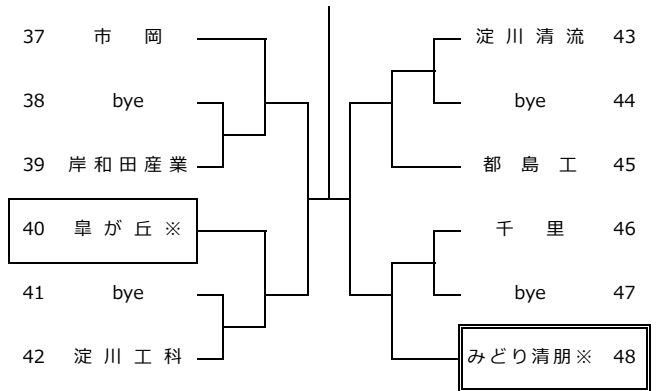 37 市岡
38 bye
39 岸和田産業
40 皐が丘※
41 bye
42 淀川工科
淀川清流 43
bye 44
都島工 45
千里 46
bye 47
みどり清朋※ 48